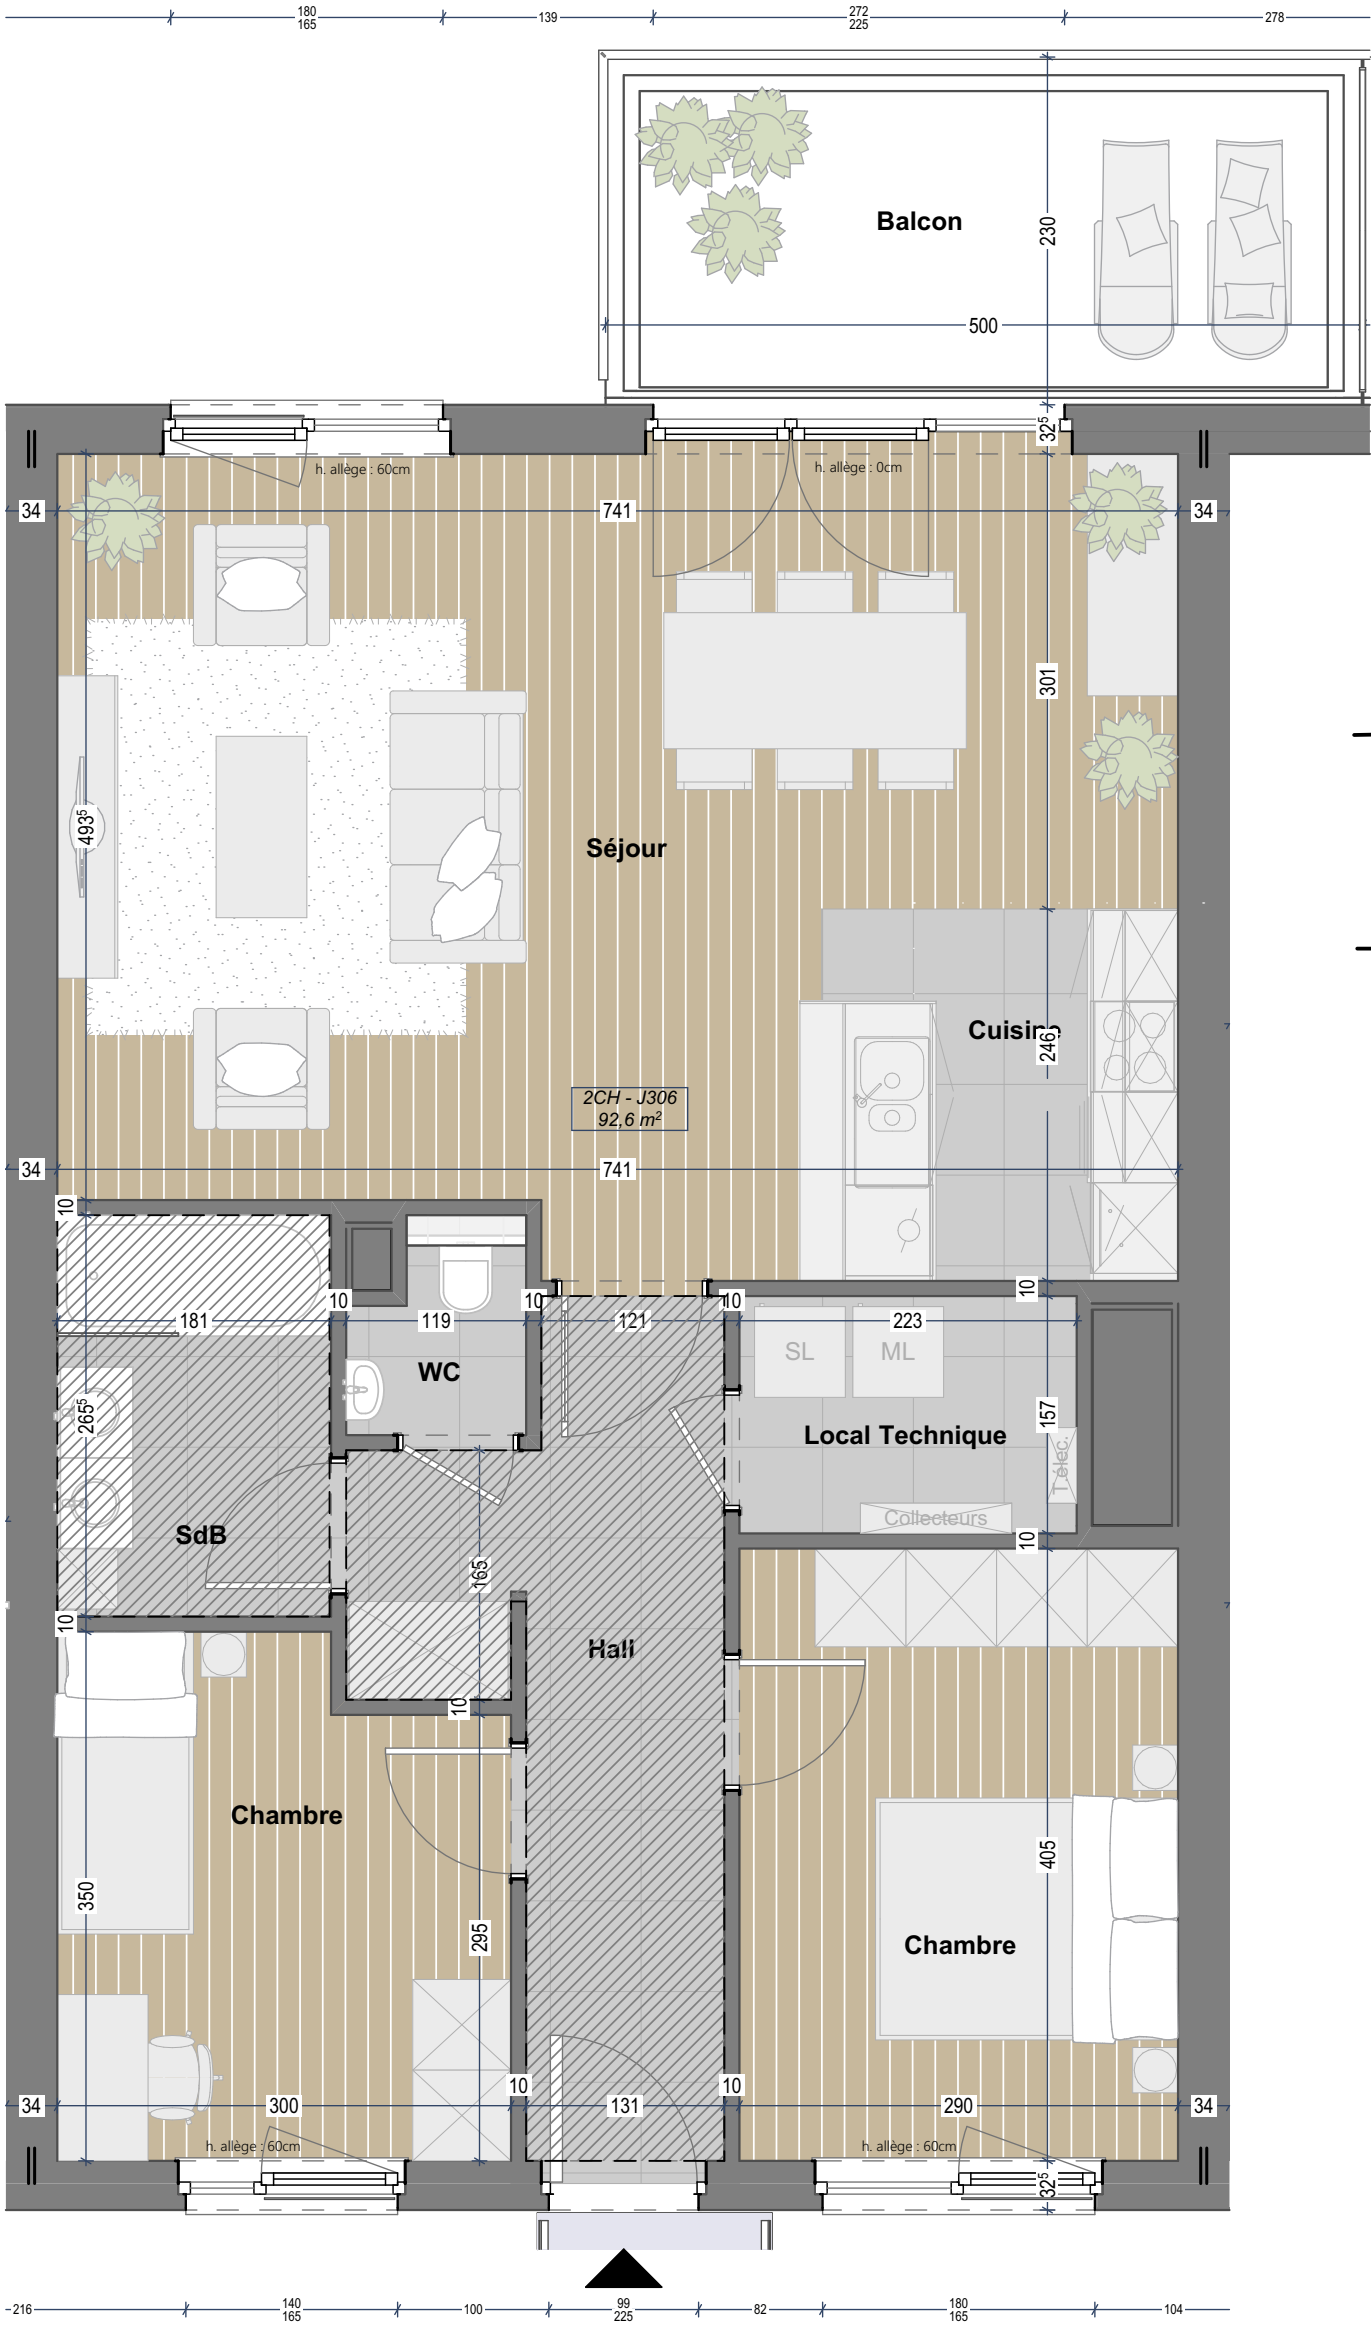 180
165
139
272
225
278
Balcon
230
500
32⁵
h. allège : 60cm
h. allège : 0cm
34
741
34
301
493⁵
Séjour
Cuisine
246
2CH - J306
92,6 m²
34
741
10
10
181
10
119
10
121
10
223
SL
ML
WC
265⁵
157
Local Technique
T.élec.
Collecteurs
SdB
10
165
10
Hall
10
Chambre
350
405
295
Chambre
34
300
10
131
10
290
34
h. allège : 60cm
h. allège : 60cm
32⁵
216
140
165
100
99
225
82
180
165
104